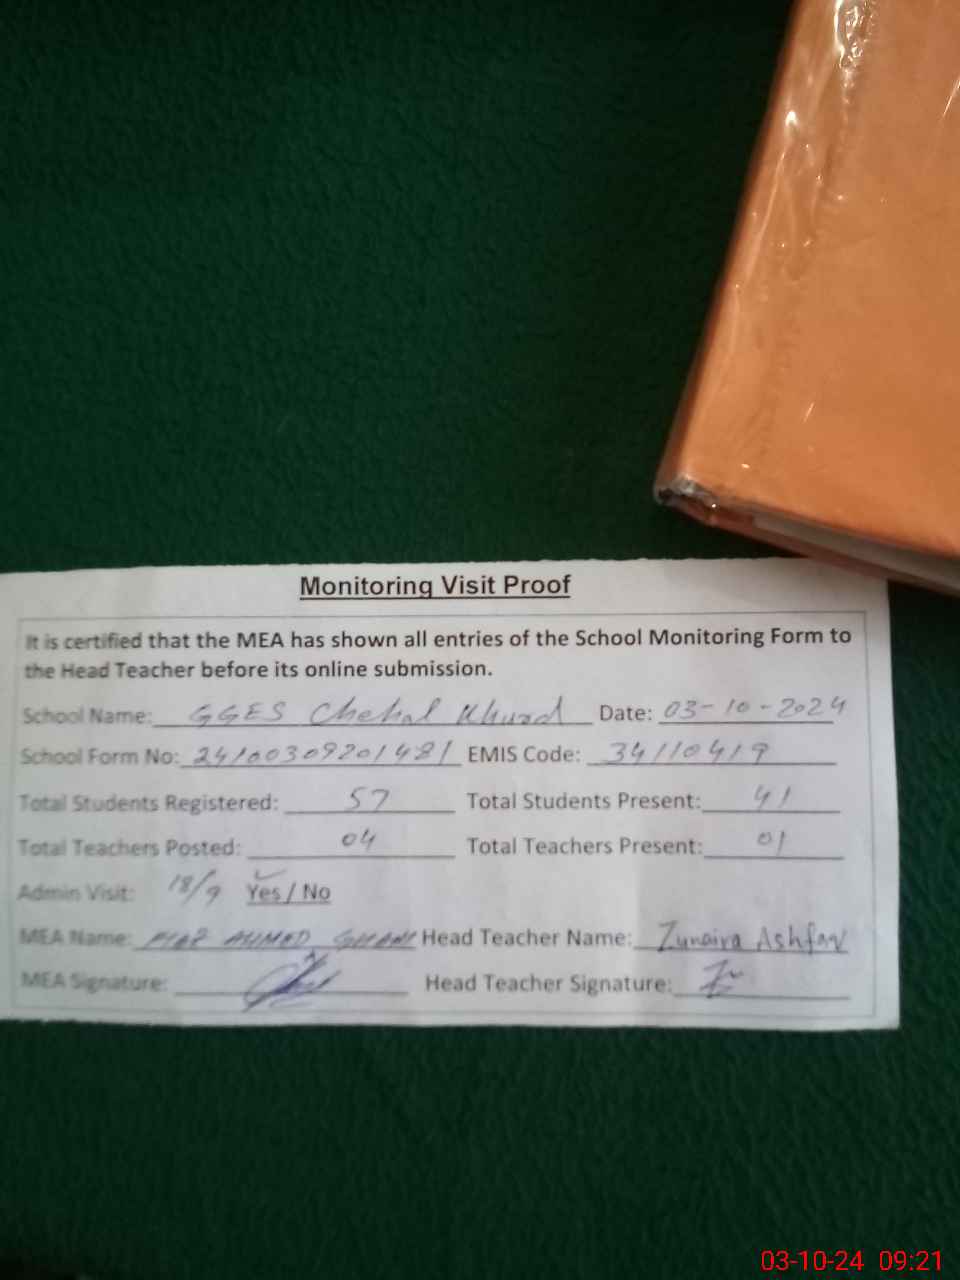 Monitoring Visit Proof
It is certified that the MEA has shown all entries of the School Monitoring Form to
the Head Teacher before its online submission.
School Name: GGES Chehal Khurd Date: 03-10-2024
School Form No: 24100309201481 EMIS Code: 34110419
Total Students Registered: 57 Total Students Present: 41
Total Teachers Posted: 04 Total Teachers Present: 01
Admin Visit: 18/9 Yes / No
MEA Name: AHMED Head Teacher Name: Zunaira Ashfaq
MEA Signature: Head Teacher Signature:
03-10-24 09:21